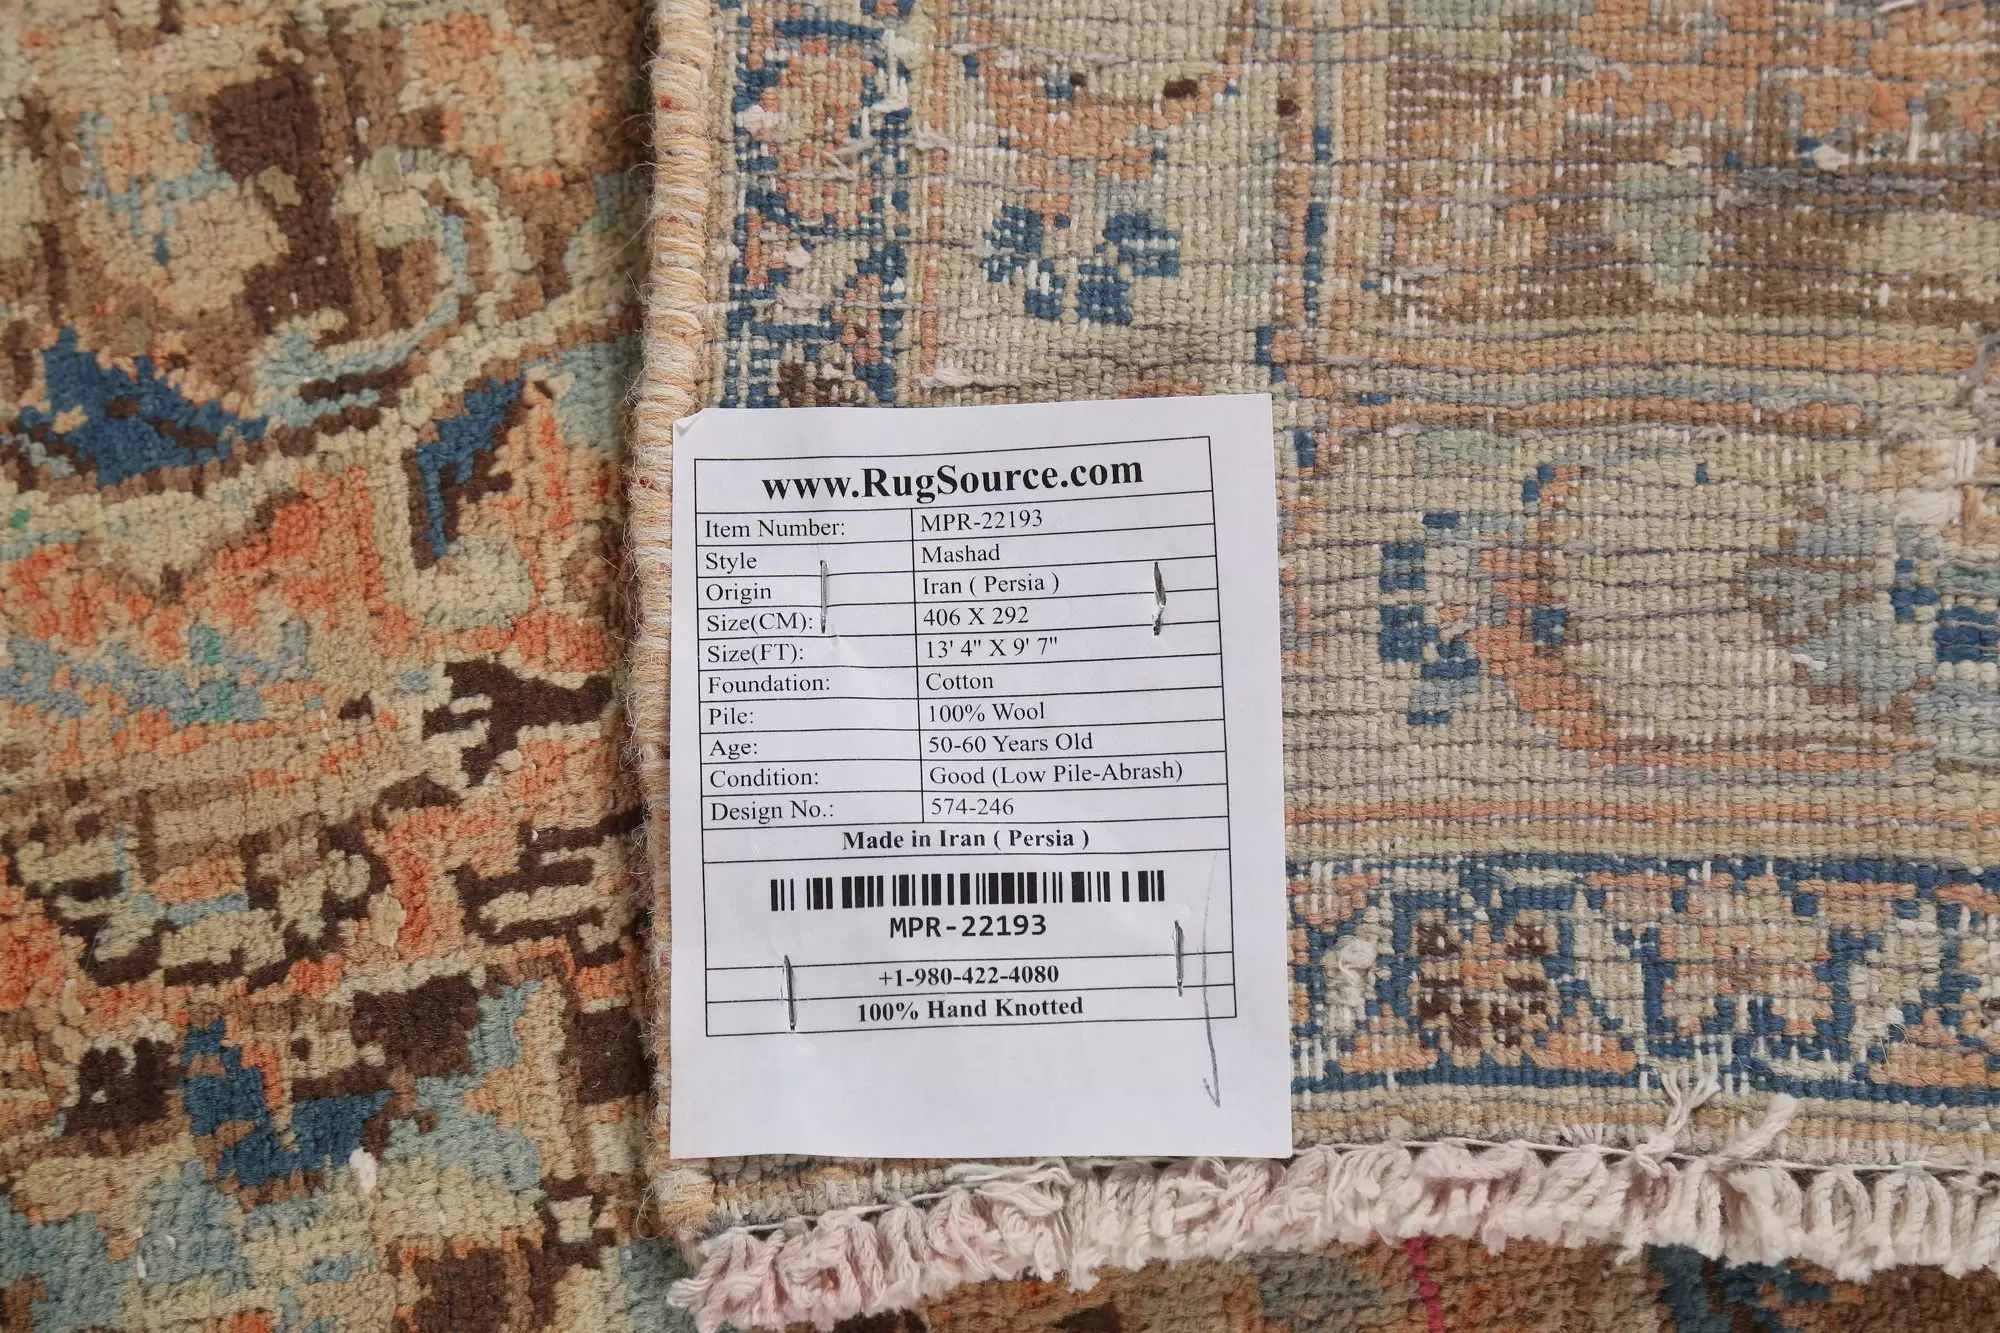 www.RugSource.com
Item Number: MPR-22193
Style Mashad
Origin Iran ( Persia )
Size(CM): 406 X 292
Size(FT): 13' 4" X 9' 7"
Foundation: Cotton
Pile: 100% Wool
Age: 50-60 Years Old
Condition: Good (Low Pile-Abrash)
Design No.: 574-246
Made in Iran ( Persia )
MPR-22193
+1-980-422-4080
100% Hand Knotted